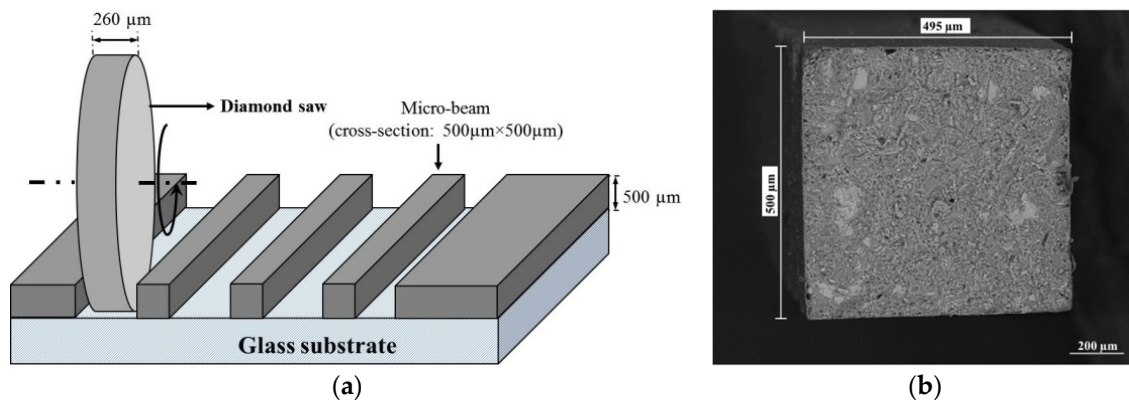 260 µm
Diamond saw
Micro-beam
(cross-section: 500µm×500µm)
500 µm
Glass substrate
(a)
495 µm
500 µm
200 µm
(b)